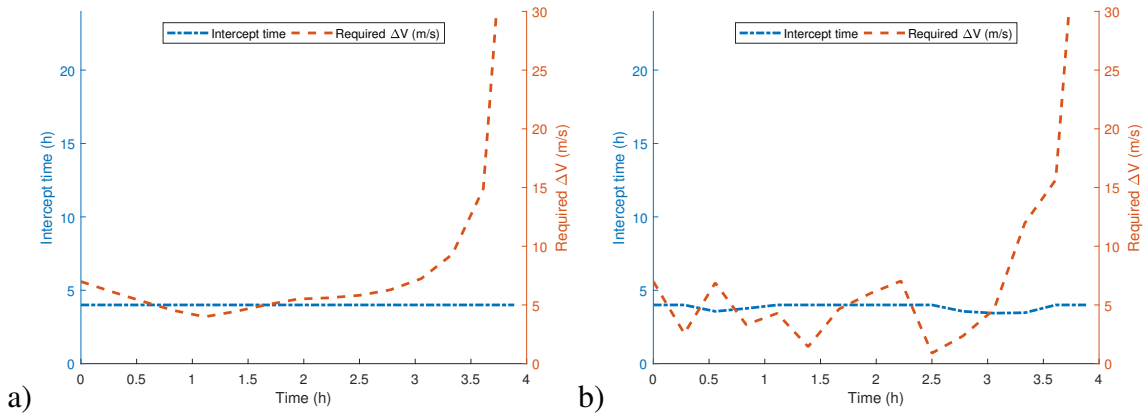 Intercept time Required ΔV (m/s)
Intercept time (h)
0 5 10 15 20
Required ΔV (m/s)
0 5 10 15 20 25 30
0 0.5 1 1.5 2 2.5 3 3.5 4
Time (h)
a)
Intercept time Required ΔV (m/s)
Intercept time (h)
0 5 10 15 20
Required ΔV (m/s)
0 5 10 15 20 25 30
0 0.5 1 1.5 2 2.5 3 3.5 4
Time (h)
b)